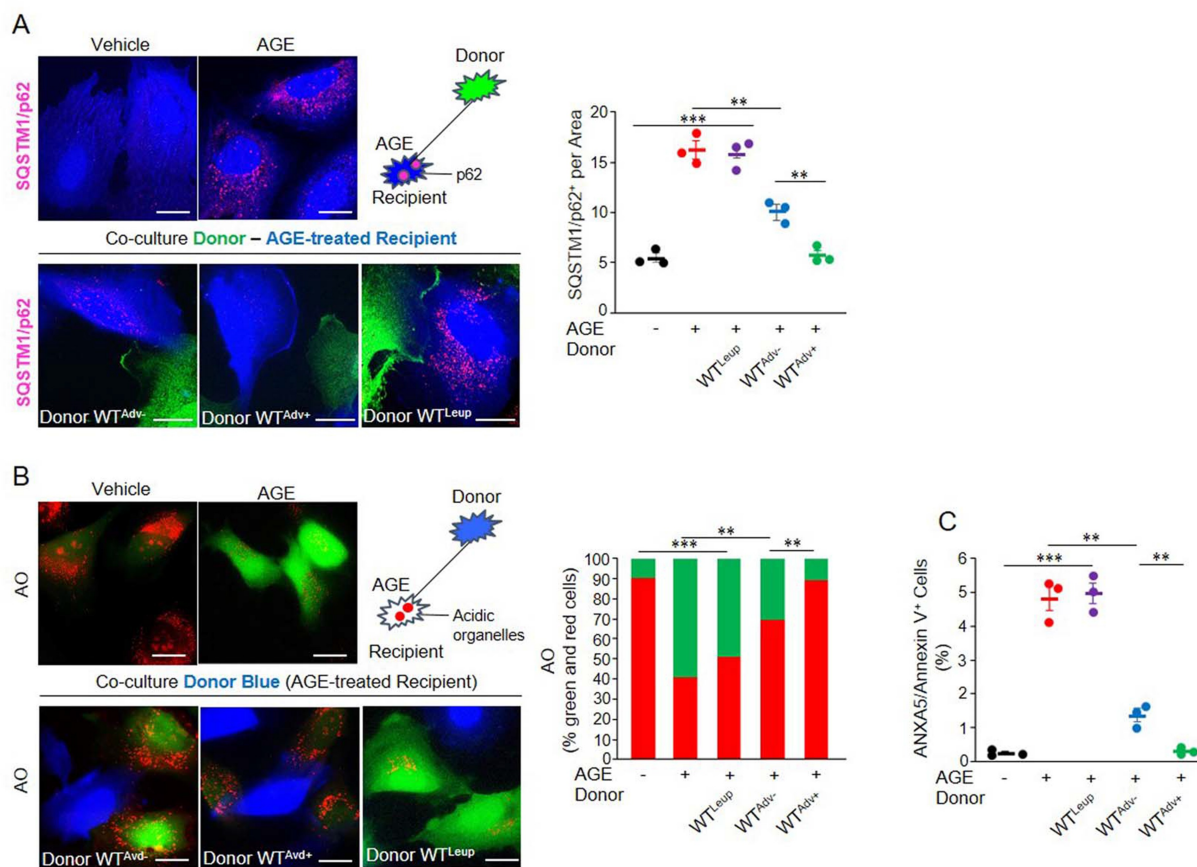 A
Vehicle
AGE
SQSTM1/p62
Donor
AGE
p62
Recipient
Co-culture Donor – AGE-treated Recipient
SQSTM1/p62
Donor WTAdv-
Donor WTAdv+
Donor WTLeup
SQSTM1/p62+ per Area
20
15
10
5
0
**
***
**
AGE - + + + +
Donor
WTLeup
WTAdv-
WTAdv+
B
Vehicle
AGE
AO
Donor
AGE
Acidic
organelles
Recipient
Co-culture Donor Blue (AGE-treated Recipient)
AO
Donor WTAvd-
Donor WTAvd+
Donor WTLeup
AO
(% green and red cells)
100
90
80
70
60
50
40
30
20
10
0
**
***
**
AGE - + + + +
Donor
WTLeup
WTAdv-
WTAdv+
C
ANXA5/Annexin V+ Cells
(%)
6
5
4
3
2
1
0
**
***
**
AGE - + + + +
Donor
WTLeup
WTAdv-
WTAdv+